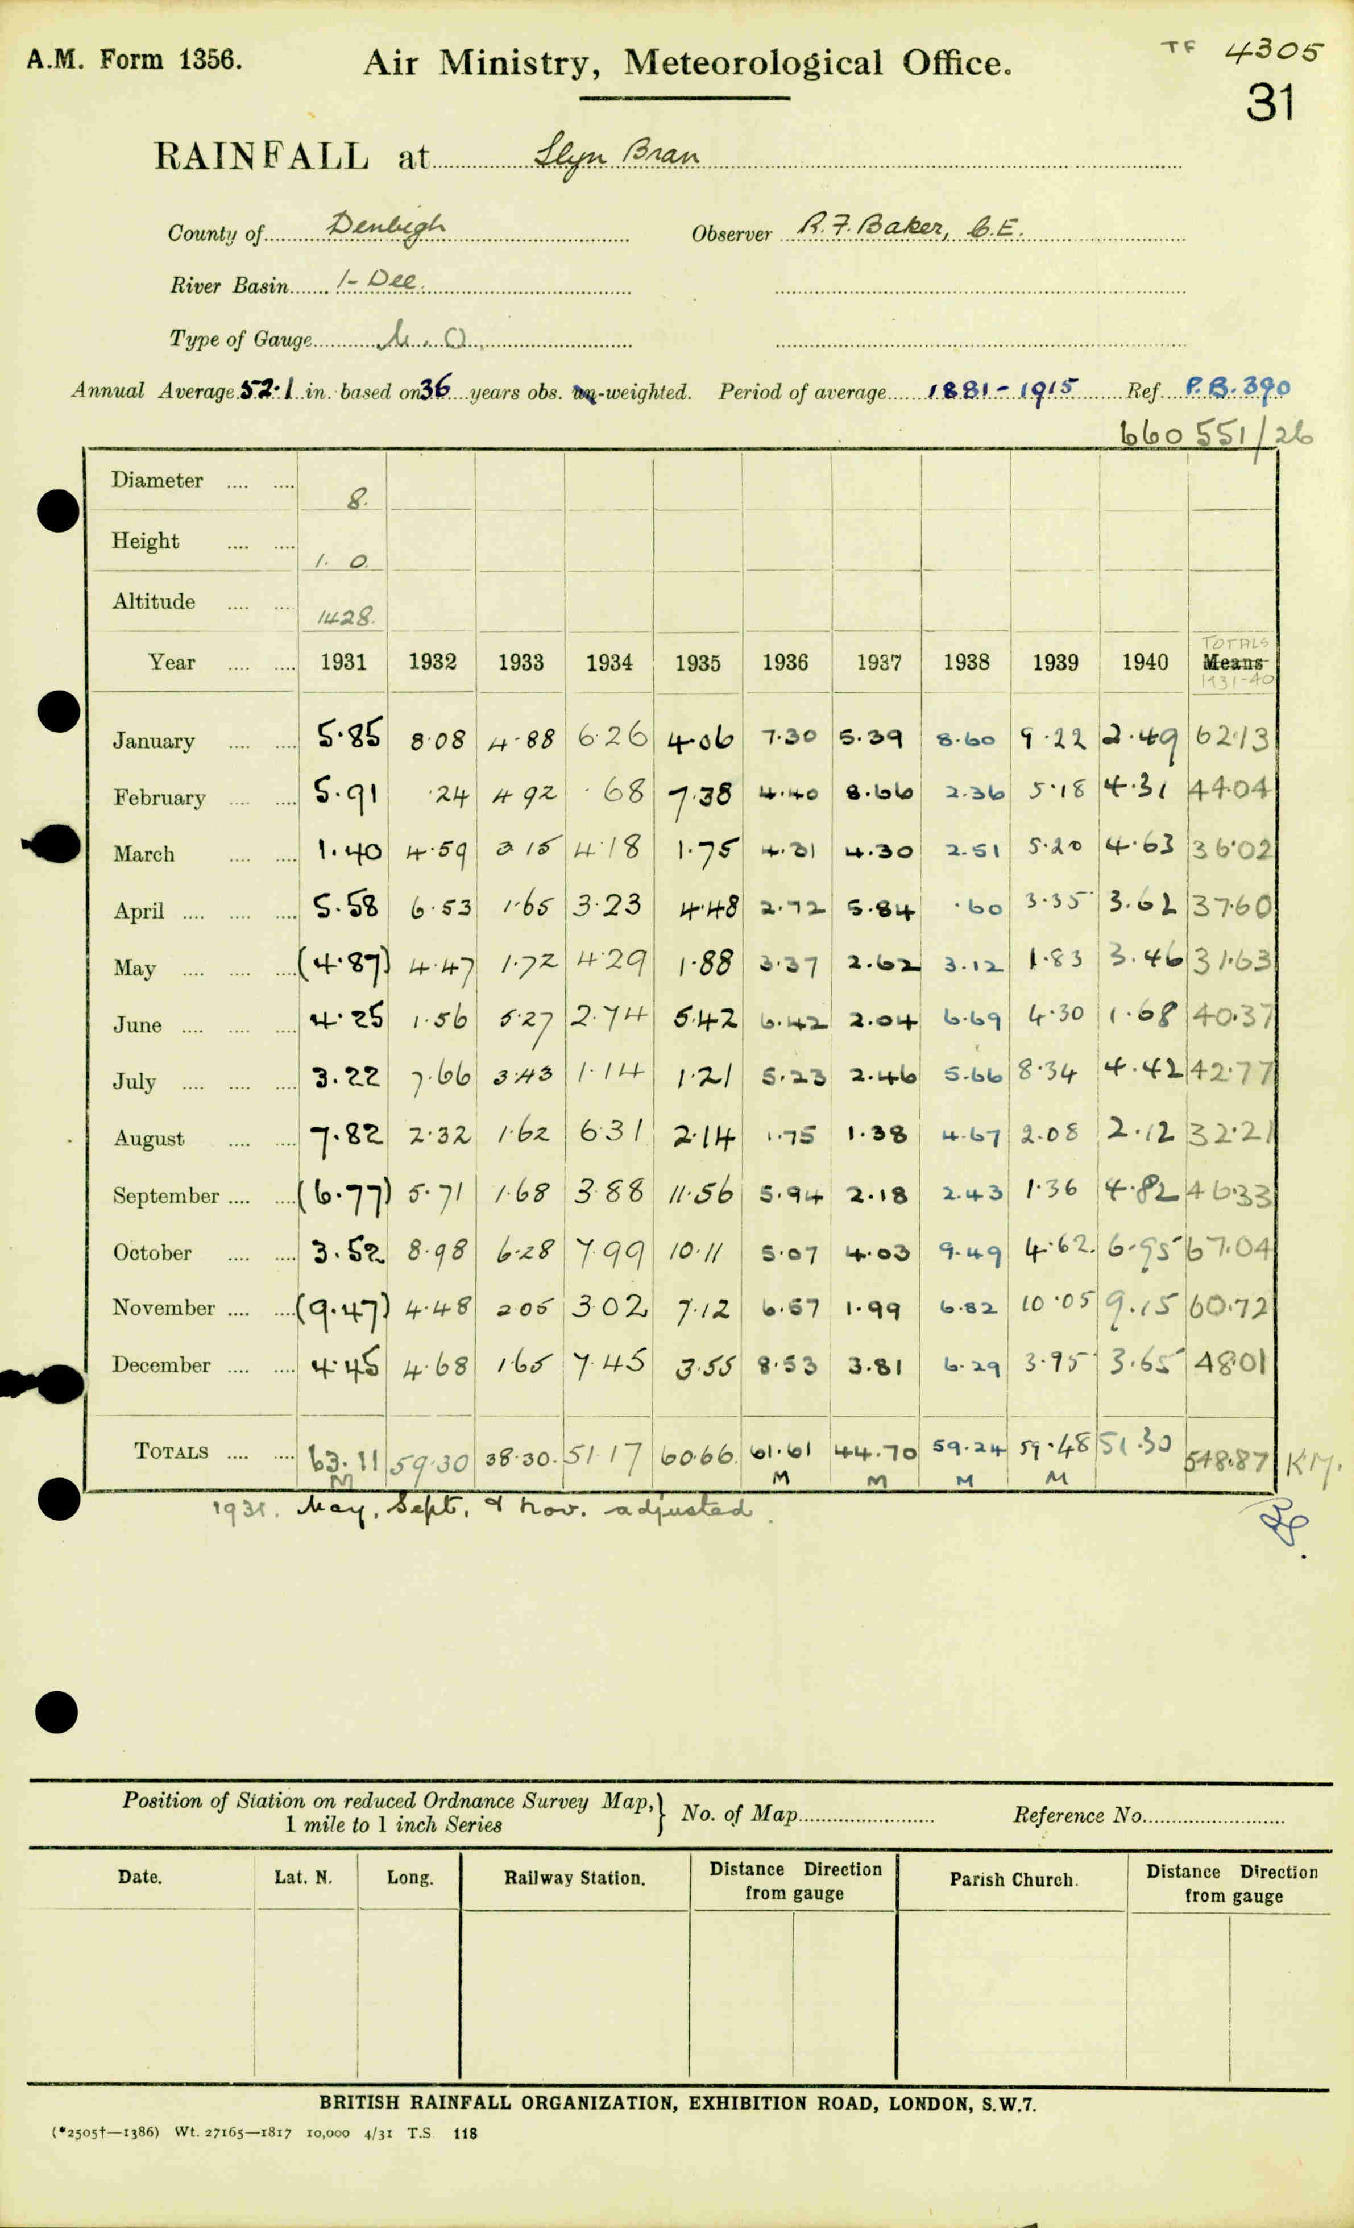 A.M. Form 1356. Air Ministry, Meteorological Office. TF 4305
31
RAINFALL at Llyn Bran
County of Denbigh Observer R.F. Baker, C.E.
River Basin 1- Dee.
Type of Gauge M.O.
Annual Average 52.1 in. based on 36 years obs. un-weighted. Period of average 1881-1915 Ref. P.B. 390
660 551/26
Diameter .... .... 8.
Height .... .... 1. 0.
Altitude .... .... 1428.
Year .... .... 1931 1932 1933 1934 1935 1936 1937 1938 1939 1940 TOTALS Means 1931-40
January .... .... 5.85 8.08 4.88 6.26 4.06 7.30 5.39 8.60 9.22 2.49 62.13
February .... .... 5.91 .24 4.92 .68 7.38 4.40 8.66 2.36 5.18 4.31 44.04
March .... .... 1.40 4.59 3.15 4.18 1.75 4.31 4.30 2.51 5.20 4.63 36.02
April .... .... .... 5.58 6.53 1.65 3.23 4.48 2.72 5.84 .60 3.35 3.62 37.60
May .... .... .... (4.87) 4.47 1.72 4.29 1.88 3.37 2.62 3.12 1.83 3.46 31.63
June .... .... .... 4.25 1.56 5.27 2.74 5.42 6.42 2.04 6.69 4.30 1.68 40.37
July .... .... .... 3.22 7.66 3.43 1.14 1.21 5.23 2.46 5.66 8.34 4.42 42.77
August .... .... 7.82 2.32 1.62 6.31 2.14 1.75 1.38 4.67 2.08 2.12 32.21
September .... .... (6.77) 5.71 1.68 3.88 11.56 5.94 2.18 2.43 1.36 4.82 46.33
October .... .... 3.52 8.98 6.28 7.99 10.11 5.07 4.03 9.49 4.62 6.95 67.04
November .... .... (9.47) 4.48 2.05 3.02 7.12 6.57 1.99 6.82 10.05 9.15 60.72
December .... .... 4.45 4.68 1.65 7.45 3.55 8.53 3.81 6.29 3.95 3.65 48.01
TOTALS .... .... 63.11 59.30 38.30 51.17 60.66 61.61 44.70 59.24 59.48 51.30 548.87 KM.
M M M M M
1931. May, Sept, & Nov. adjusted.
Position of Station on reduced Ordnance Survey Map,} No. of Map Reference No.
1 mile to 1 inch Series
Date. Lat. N. Long. Railway Station. Distance Direction from gauge Parish Church. Distance Direction from gauge
BRITISH RAINFALL ORGANIZATION, EXHIBITION ROAD, LONDON, S.W.7.
(*2505†—1386) Wt. 27165—1817 10,000 4/31 T.S. 118